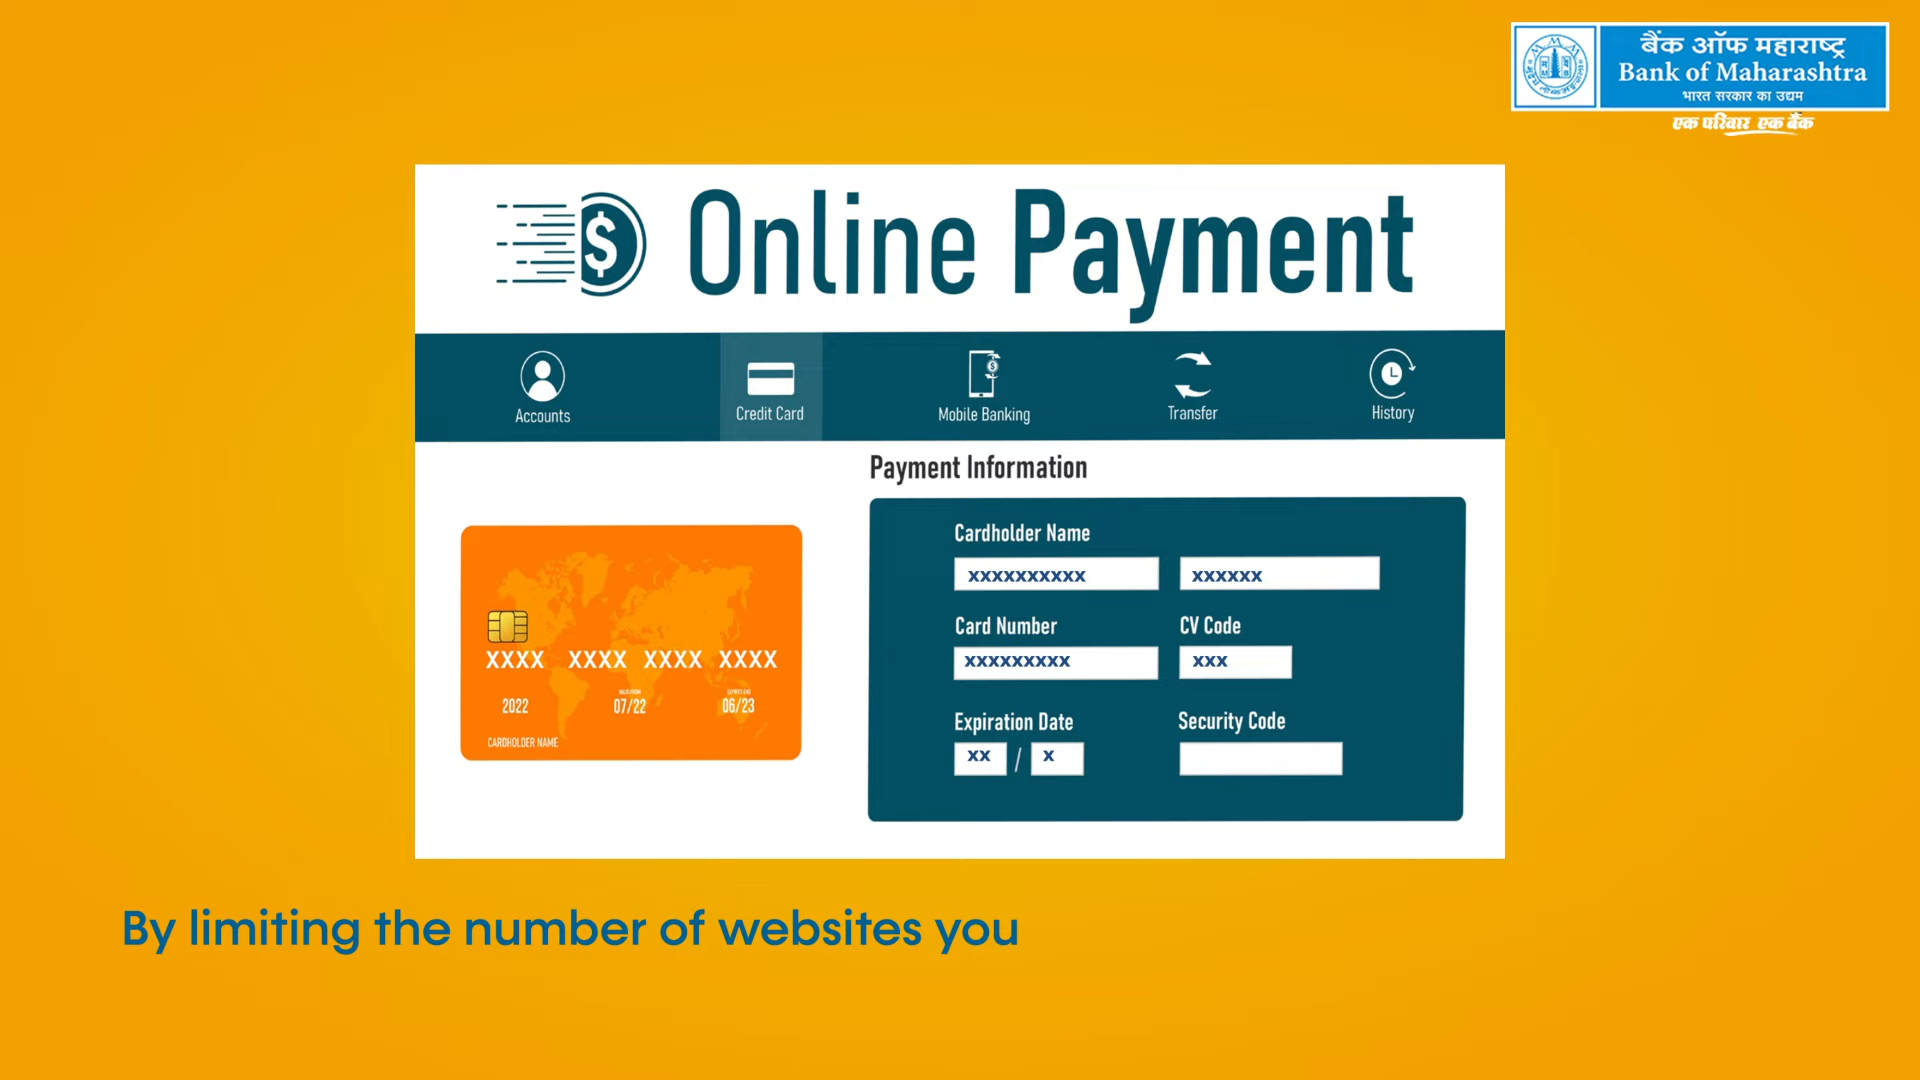 बैंक ऑफ महाराष्ट्र
Bank of Maharashtra
भारत सरकार का उद्यम
एक परिवार एक बैंक
$ Online Payment
Accounts
Credit Card
Mobile Banking
Transfer
History
Payment Information
Cardholder Name
xxxxxxxxxx xxxxxx
Card Number CV Code
xxxxxxxxx xxx
Expiration Date Security Code
xx / x
XXXX XXXX XXXX XXXX
2022 07/22 06/23
CARDHOLDER NAME
By limiting the number of websites you